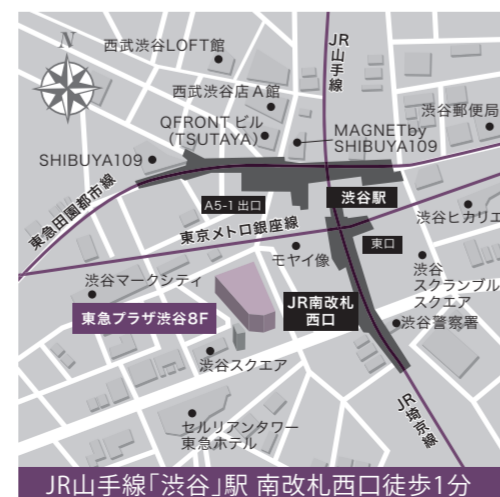 N
西武渋谷LOFT館
JR
山手線
西武渋谷店A館
渋谷郵便局
QFRONTビル
(TSUTAYA)
MAGNETby
SHIBUYA109
SHIBUYA109
A5-1出口
渋谷駅
東急田園都市線
東京メトロ銀座線
渋谷ヒカリエ
東口
モヤイ像
渋谷
スクランブル
スクエア
渋谷マークシティ
東急プラザ渋谷8F
JR南改札
西口
渋谷警察署
渋谷スクエア
JR埼京線
セルリアンタワー
東急ホテル
JR山手線「渋谷」駅 南改札西口徒歩1分